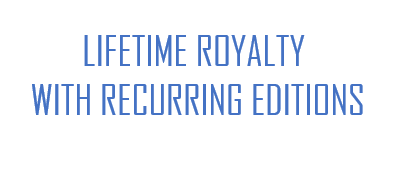 LIFETIME ROYALTY
WITH RECURRING EDITIONS